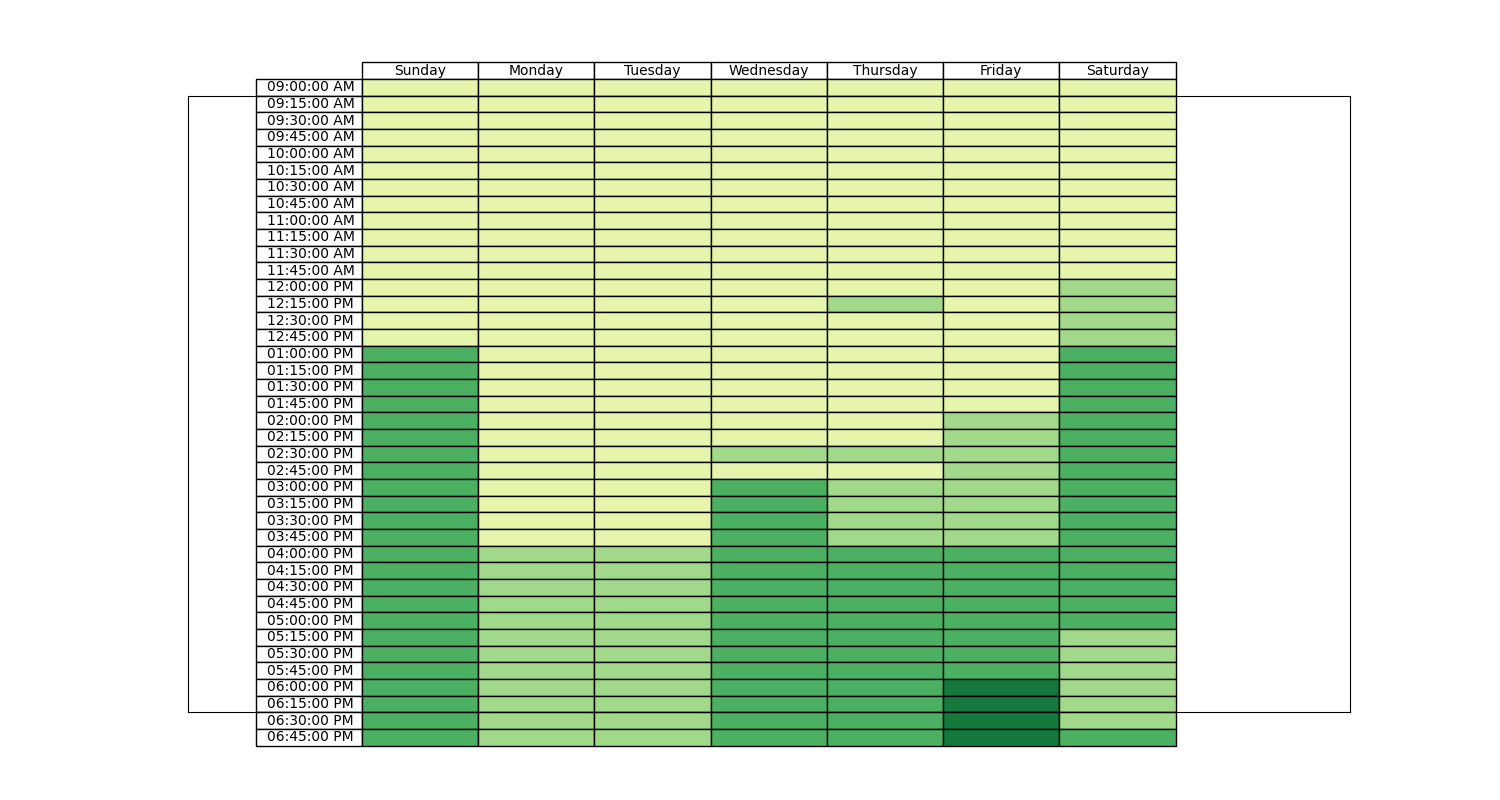 Sunday Monday Tuesday Wednesday Thursday Friday Saturday
09:00:00 AM
09:15:00 AM
09:30:00 AM
09:45:00 AM
10:00:00 AM
10:15:00 AM
10:30:00 AM
10:45:00 AM
11:00:00 AM
11:15:00 AM
11:30:00 AM
11:45:00 AM
12:00:00 PM
12:15:00 PM
12:30:00 PM
12:45:00 PM
01:00:00 PM
01:15:00 PM
01:30:00 PM
01:45:00 PM
02:00:00 PM
02:15:00 PM
02:30:00 PM
02:45:00 PM
03:00:00 PM
03:15:00 PM
03:30:00 PM
03:45:00 PM
04:00:00 PM
04:15:00 PM
04:30:00 PM
04:45:00 PM
05:00:00 PM
05:15:00 PM
05:30:00 PM
05:45:00 PM
06:00:00 PM
06:15:00 PM
06:30:00 PM
06:45:00 PM